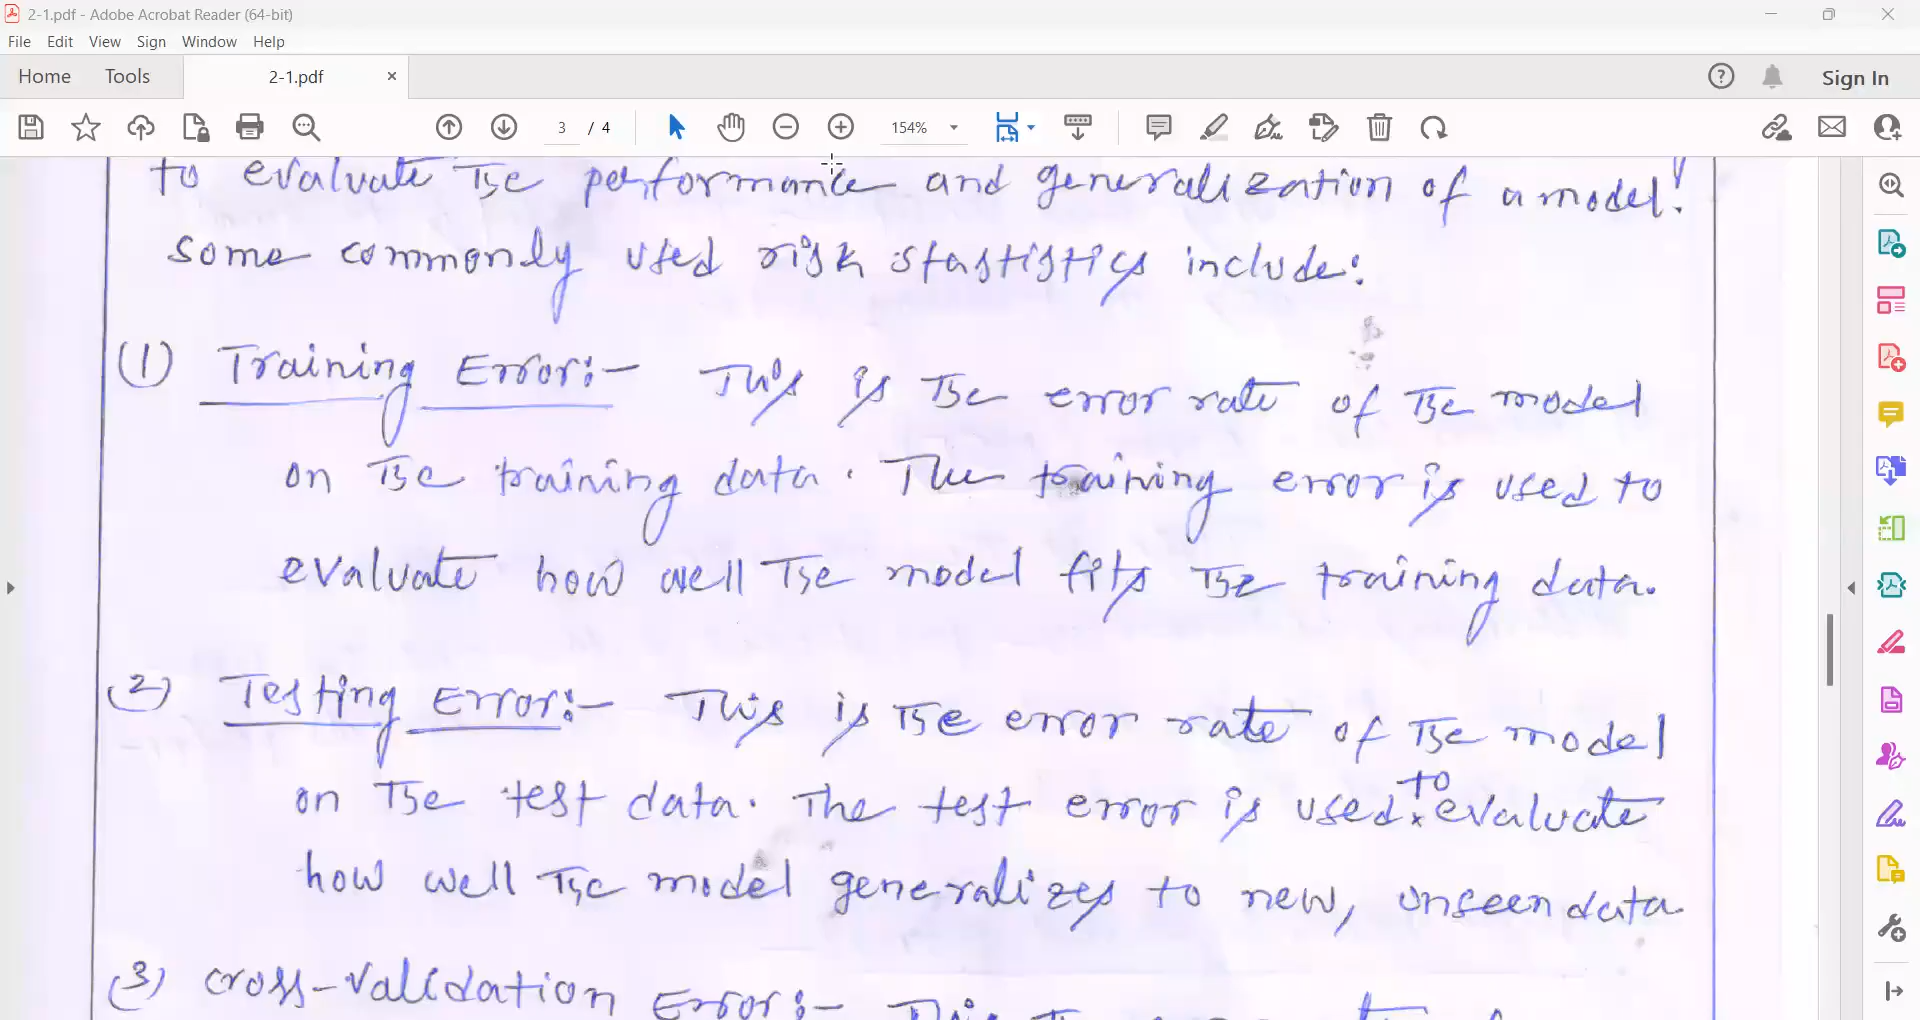 2-1.pdf - Adobe Acrobat Reader (64-bit)
File Edit View Sign Window Help
Home Tools 2-1.pdf × Sign In
3 / 4 154%
to evaluate the performance and generalization of a model.
some commonly used risk stastistics include:
(1) Training Error:- This is the error rate of the model
on the training data. The training error is used to
evaluate how well the model fits the training data.
(2) Testing Error:- This is the error rate of the model
on the test data. The test error is used to evaluate
how well the model generalizes to new, unseen data
(3) cross-validation Error:- This